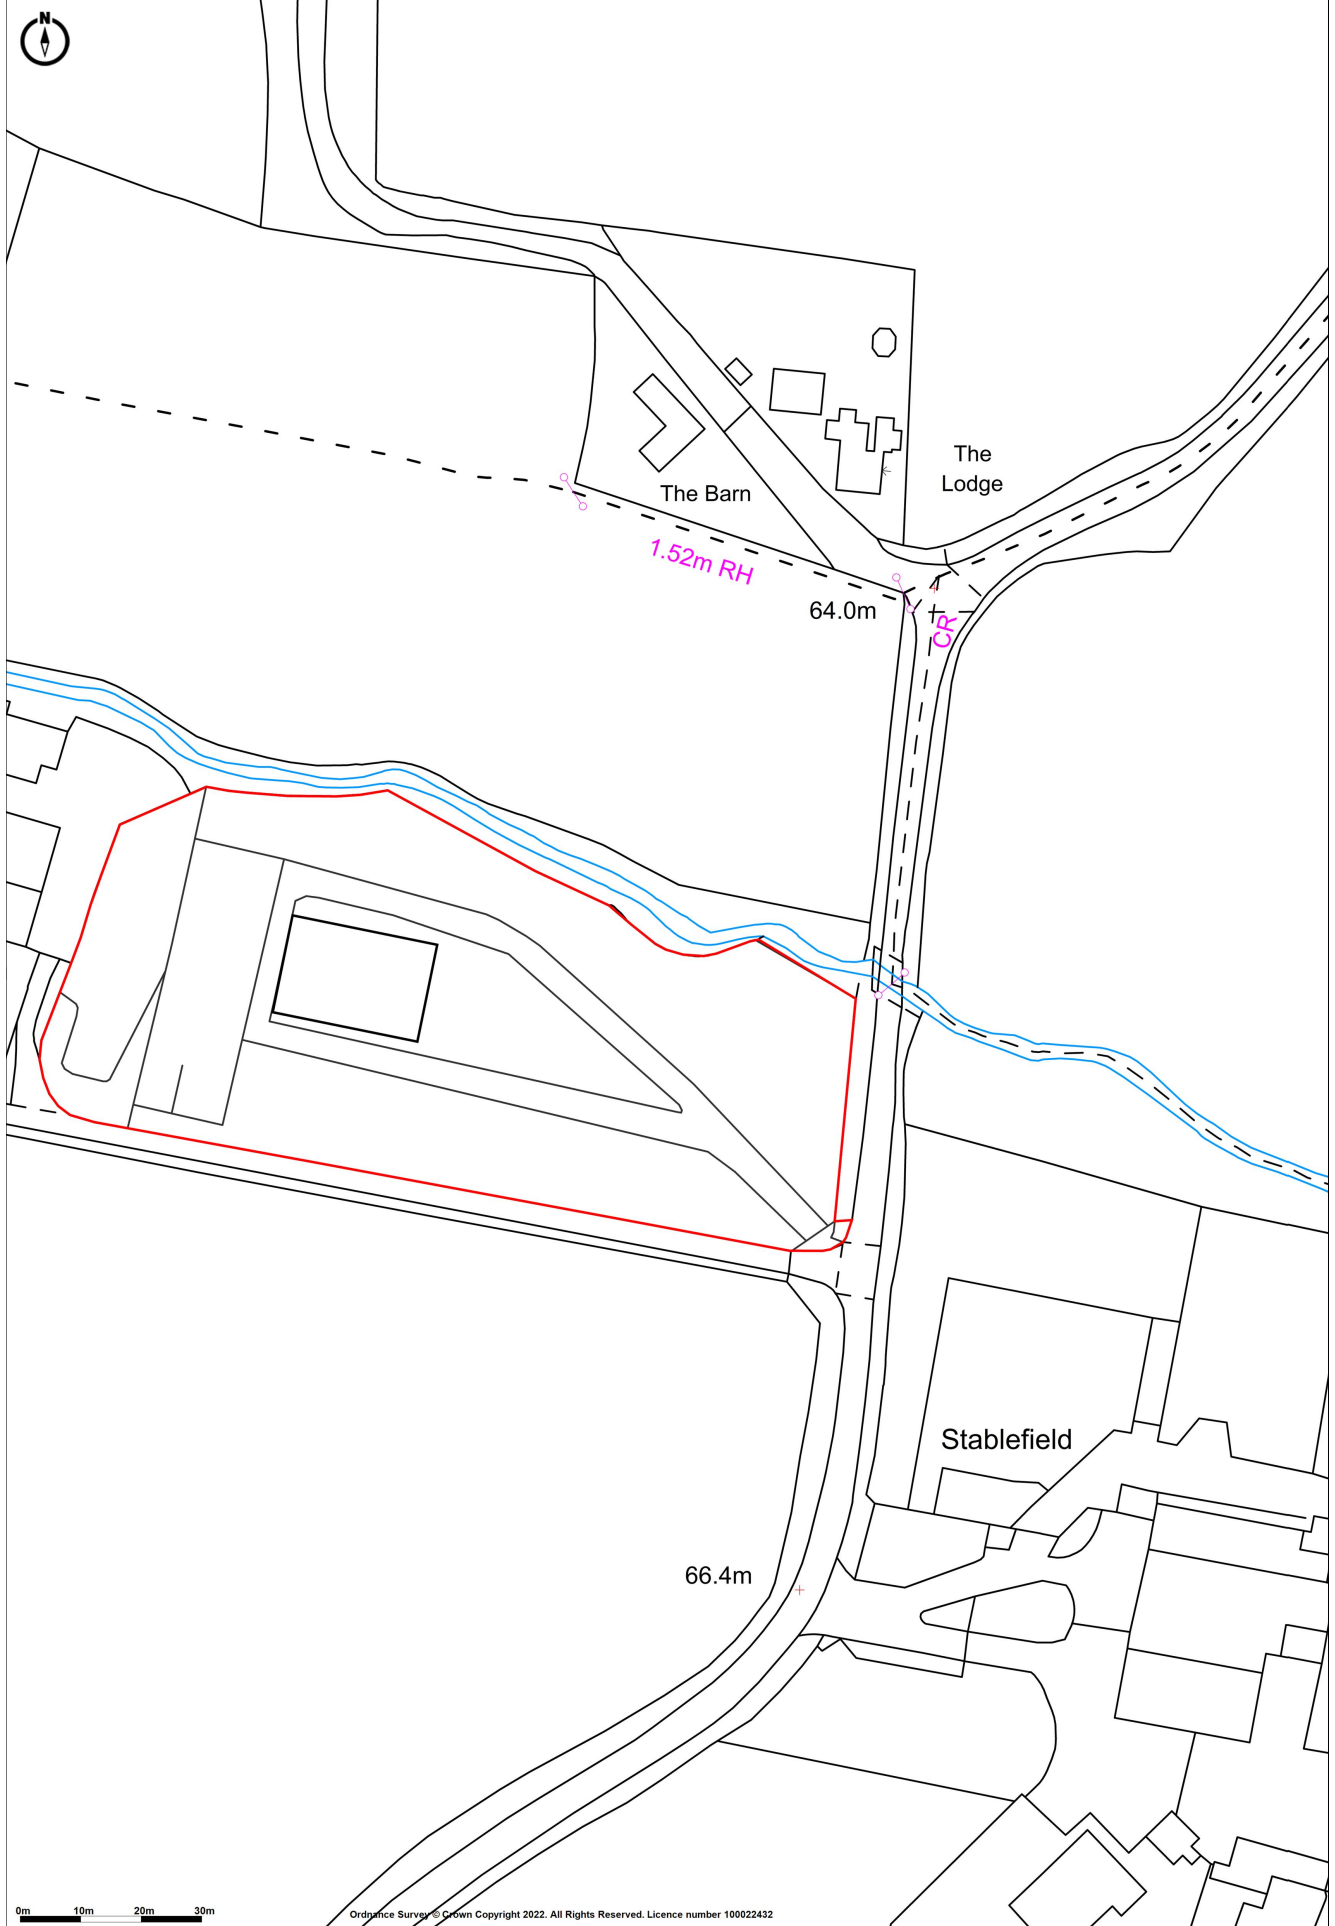 N
The
Lodge
The Barn
1.52m RH
64.0m
CR
Stablefield
66.4m
0m 10m 20m 30m
Ordnance Survey © Crown Copyright 2022. All Rights Reserved. Licence number 100022432